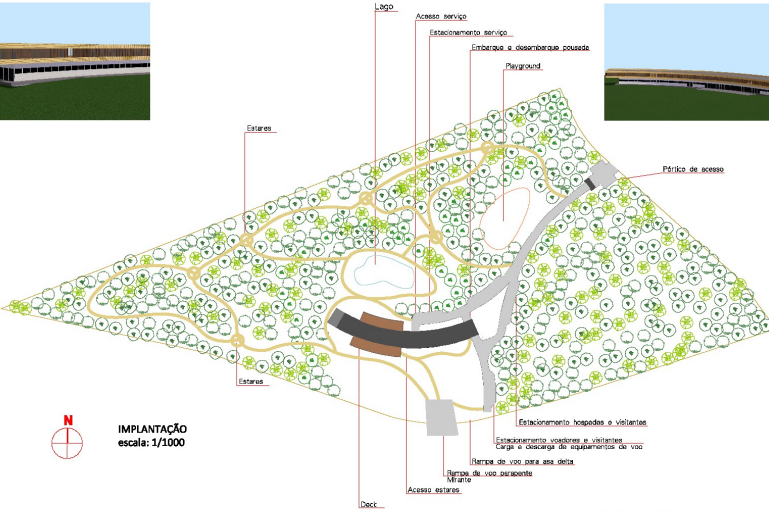 Lago
Acesso serviço
Estacionamento serviço
Embarque e desembarque pousada
Playground
Estares
Pórtico de acesso
Estares
N
IMPLANTAÇÃO
escala: 1/1000
Estacionamento hospedes e visitantes
Estacionamento voadores e visitantes
Carga e descarga de equipamentos de voo
Rampa de voo para asa delta
Rampa de voo parapente
Mirante
Acesso estares
Deck